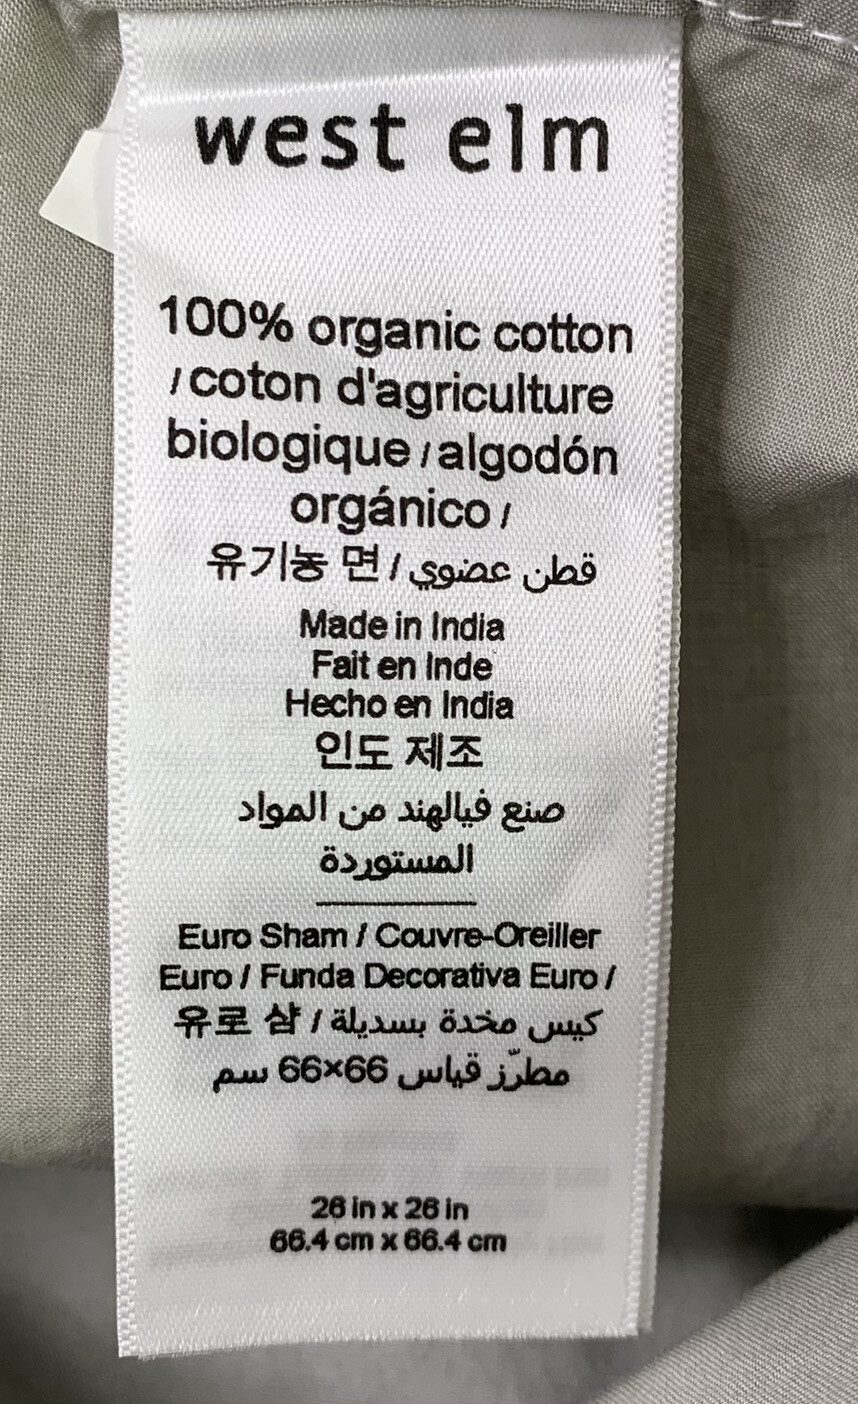 west elm
100% organic cotton
/ coton d'agriculture
biologique / algodón
orgánico /
유기농 면 / قطن عضوي
Made in India
Fait en Inde
Hecho en India
인도 제조
صنع فيالهند من المواد
المستوردة
Euro Sham / Couvre-Oreiller
Euro / Funda Decorativa Euro /
유로 샴 / كيس مخدة بسديلة
مطرّز قياس 66×66 سم
26 in x 26 in
66.4 cm x 66.4 cm